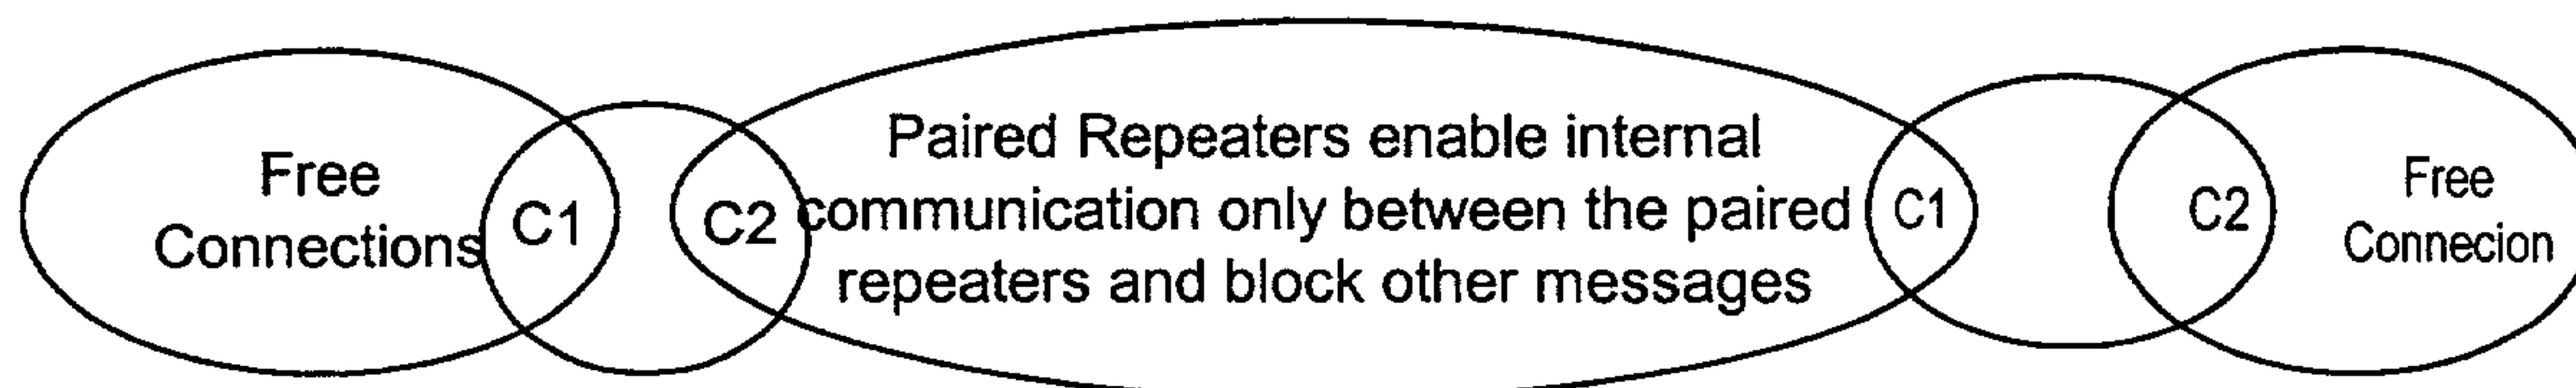 Free
Connections
C1
C2
Paired Repeaters enable internal
communication only between the paired
repeaters and block other messages
C1
C2
Free
Connecion